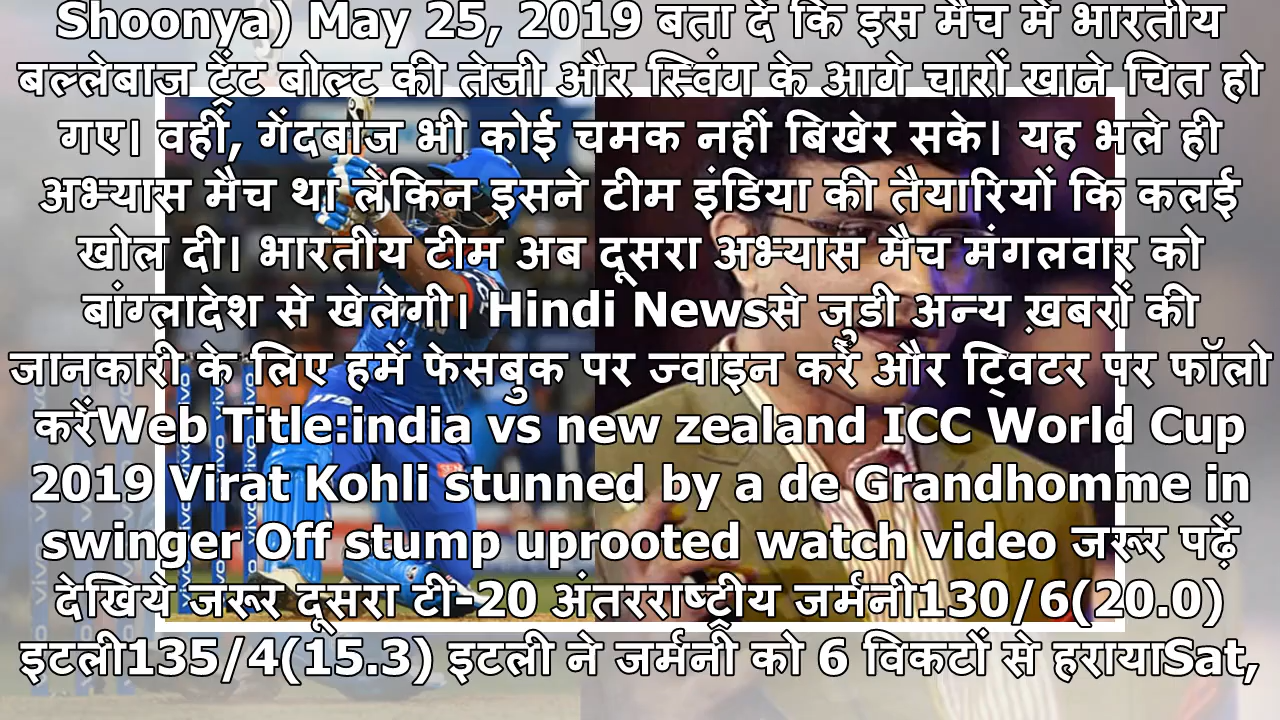 Shoonya) May 25, 2019 बता दें कि इस मैच में भारतीय
बल्लेबाज ट्रेंट बोल्ट की तेजी और स्विंग के आगे चारों खाने चित हो
गए। वहीं, गेंदबाज भी कोई चमक नहीं बिखेर सके। यह भले ही
अभ्यास मैच था लेकिन इसने टीम इंडिया की तैयारियों कि कलई
खोल दी। भारतीय टीम अब दूसरा अभ्यास मैच मंगलवार को
बांग्लादेश से खेलेगी। Hindi Newsसे जुडी अन्य ख़बरों की
जानकारी के लिए हमें फेसबुक पर ज्वाइन करें और ट्विटर पर फॉलो
करेंWeb Title:india vs new zealand ICC World Cup
2019 Virat Kohli stunned by a de Grandhomme in
swinger Off stump uprooted watch video जरूर पढ़ें
देखिये जरूर दूसरा टी-20 अंतरराष्ट्रीय जर्मनी130/6(20.0)
इटली135/4(15.3) इटली ने जर्मनी को 6 विकटों से हरायाSat,
vivo
vivo